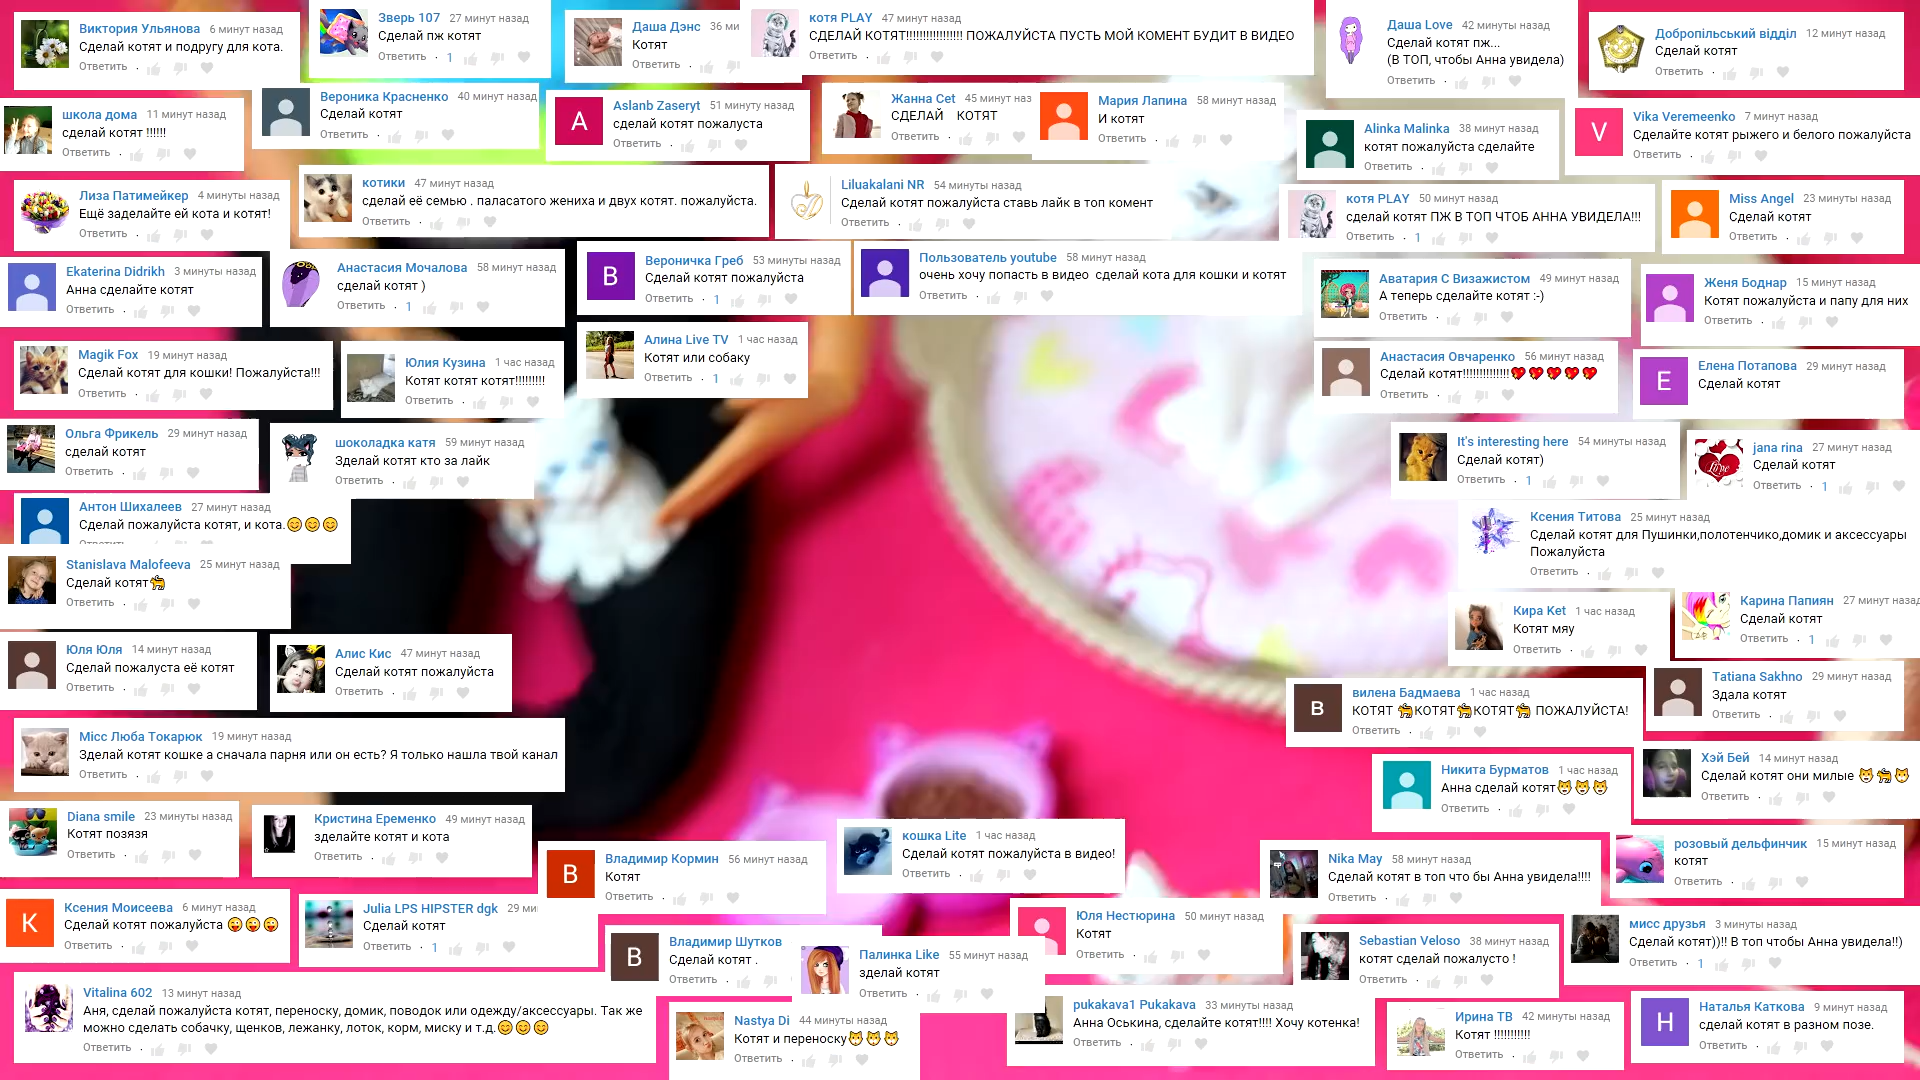 Виктория Ульянова 6 минут назад
Сделай котят и подругу для кота.
Ответить
Зверь 107 27 минут назад
Сделай пж котят
Ответить · 1
Даша Дэнс 36 ми
Котят
Ответить
котя PLAY 47 минут назад
СДЕЛАЙ КОТЯТ!!!!!!!!!!!!!!!!! ПОЖАЛУЙСТА ПУСТЬ МОЙ КОМЕНТ БУДИТ В ВИДЕО
Ответить
Даша Love 42 минуты назад
Сделай котят пж...
(В ТОП, чтобы Анна увидела)
Ответить
Добропільський відділ 12 минут назад
Сделай котят
Ответить
школа дома 11 минут назад
сделай котят !!!!!!
Ответить
Вероника Красненко 40 минут назад
Сделай котят
Ответить
A
Aslanb Zaseryt 51 минуту назад
сделай котят пожалуста
Ответить
Жанна Cet 45 минут наз
СДЕЛАЙ КОТЯТ
Ответить
Мария Лапина 58 минут назад
И котят
Ответить
Alinka Malinka 38 минут назад
котят пожалуиста сделайте
Ответить
V
Vika Veremeenko 7 минут назад
Сделайте котят рыжего и белого пожалуйста
Ответить
Лиза Патимейкер 4 минуты назад
Ещё заделайте ей кота и котят!
Ответить
котики 47 минут назад
сделай её семью . паласатого жениха и двух котят. пожалуйста.
Ответить
Liluakalani NR 54 минуты назад
Сделай котят пожалуйста ставь лайк в топ комент
Ответить
котя PLAY 50 минут назад
сделай котят ПЖ В ТОП ЧТОБ АННА УВИДЕЛА!!!
Ответить · 1
Miss Angel 23 минуты назад
Сделай котят
Ответить
Ekaterina Didrikh 3 минуты назад
Анна сделайте котят
Ответить
Анастасия Мочалова 58 минут назад
сделай котят )
Ответить · 1
В
Вероничка Греб 53 минуты назад
Сделай котят пожалуйста
Ответить · 1
Пользователь youtube 58 минут назад
очень хочу попасть в видео сделай кота для кошки и котят
Ответить
Аватария С Визажистом 49 минут назад
А теперь сделайте котят :-)
Ответить
Женя Боднар 15 минут назад
Котят пожалуйста и папу для них
Ответить
Magik Fox 19 минут назад
Сделай котят для кошки! Пожалуйста!!!
Ответить
Юлия Кузина 1 час назад
Котят котят котят!!!!!!!!!
Ответить
Алина Live TV 1 час назад
Котят или собаку
Ответить · 1
Анастасия Овчаренко 56 минут назад
Сделай котят!!!!!!!!!!!!!!💖💖💖💖💖
Ответить
Е
Елена Потапова 29 минут назад
Сделай котят
Ответить
Ольга Фрикель 29 минут назад
сделай котят
Ответить
шоколадка катя 59 минут назад
Зделай котят кто за лайк
Ответить
It's interesting here 54 минуты назад
Сделай котят)
Ответить · 1
jana rina 27 минут назад
Сделай котят
Ответить · 1
Антон Шихалеев 27 минут назад
Сделай пожалуйста котят, и кота.😊😊😊
Ксения Титова 25 минут назад
Сделай котят для Пушинки,полотенчико,домик и аксессуары
Пожалуйста
Ответить
Stanislava Malofeeva 25 минут назад
Сделай котят🐈
Ответить
Кира Ket 1 час назад
Котят мяу
Ответить
Карина Папиян 27 минут назад
Сделай котят
Ответить · 1
Юля Юля 14 минут назад
Сделай пожалуста её котят
Ответить
Алис Кис 47 минут назад
Сделай котят пожалуйста
Ответить
в
вилена Бадмаева 1 час назад
КОТЯТ 🐈КОТЯТ🐈КОТЯТ🐈 ПОЖАЛУЙСТА!
Ответить
Tatiana Sakhno 29 минут назад
Здала котят
Ответить
Місс Люба Токарюк 19 минут назад
Зделай котят кошке а сначала парня или он есть? Я только нашла твой канал
Ответить
Никита Бурматов 1 час назад
Анна сделай котят🐱🐱🐱
Ответить
Хэй Бей 14 минут назад
Сделай котят они милые 🐱🐈🐱
Ответить
Diana smile 23 минуты назад
Котят позязя
Ответить
Кристина Еременко 49 минут назад
зделайте котят и кота
Ответить
В
Владимир Кормин 56 минут назад
Котят
Ответить
кошка Lite 1 час назад
Сделай котят пожалуйста в видео!
Ответить
Nika May 58 минут назад
Сделай котят в топ что бы Анна увидела!!!!
Ответить
розовый дельфинчик 15 минут назад
котят
Ответить
К
Ксения Моисеева 6 минут назад
Сделай котят пожалуйста 😜😜😜
Ответить
Julia LPS HIPSTER dgk 29 ми
Сделай котят
Ответить · 1
В
Владимир Шутков
Сделай котят .
Ответить
Палинка Like 55 минут назад
зделай котят
Ответить
Юля Нестюрина 50 минут назад
Котят
Ответить
Sebastian Veloso 38 минут назад
котят сделай пожалусто !
Ответить
мисс друзья 3 минуты назад
Сделай котят))!! В топ чтобы Анна увидела!!)
Ответить · 1
Vitalina 602 13 минут назад
Аня, сделай пожалуйста котят, переноску, домик, поводок или одежду/аксессуары. Так же
можно сделать собачку, щенков, лежанку, лоток, корм, миску и т.д.😊😊😊
Ответить
Nastya Di 44 минуты назад
Котят и переноску🐱🐱🐱
Ответить
pukakava1 Pukakava 33 минуты назад
Анна Оськина, сделайте котят!!!! Хочу котенка!
Ответить
Ирина ТВ 42 минуты назад
Котят !!!!!!!!!!!
Ответить
Н
Наталья Каткова 9 минут назад
сделай котят в разном позе.
Ответить